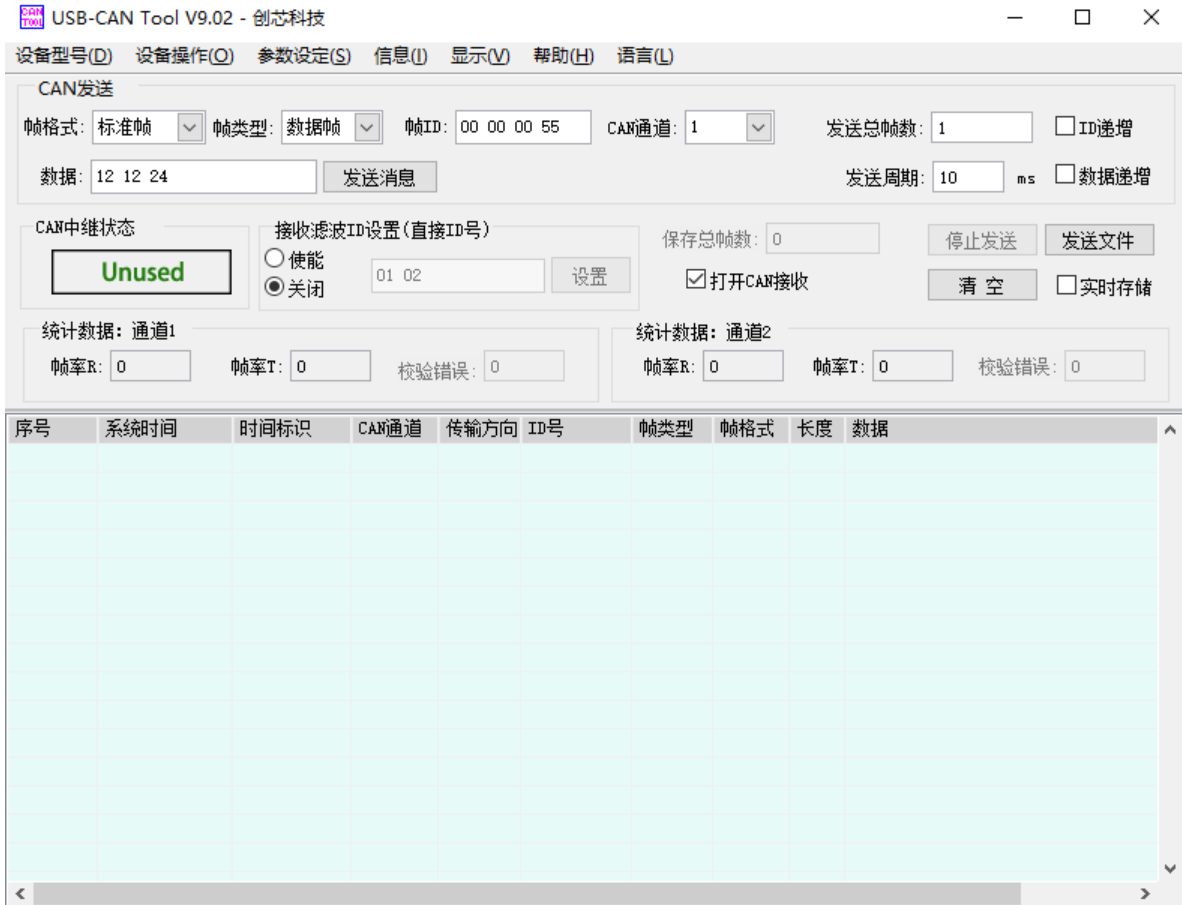 CAN TOOL USB-CAN Tool V9.02 - 创芯科技
设备型号(D) 设备操作(O) 参数设定(S) 信息(I) 显示(V) 帮助(H) 语言(L)
CAN发送
帧格式: 标准帧 帧类型: 数据帧 帧ID: 00 00 00 55 CAN通道: 1 发送总帧数: 1 ID递增
数据: 12 12 24 发送消息 发送周期: 10 ms 数据递增
CAN中继状态 接收滤波ID设置(直接ID号) 保存总帧数: 0 停止发送 发送文件
Unused 使能 01 02 设置 打开CAN接收 清 空 实时存储
关闭
统计数据: 通道1 统计数据: 通道2
帧率R: 0 帧率T: 0 校验错误: 0 帧率R: 0 帧率T: 0 校验错误: 0
序号 系统时间 时间标识 CAN通道 传输方向 ID号 帧类型 帧格式 长度 数据